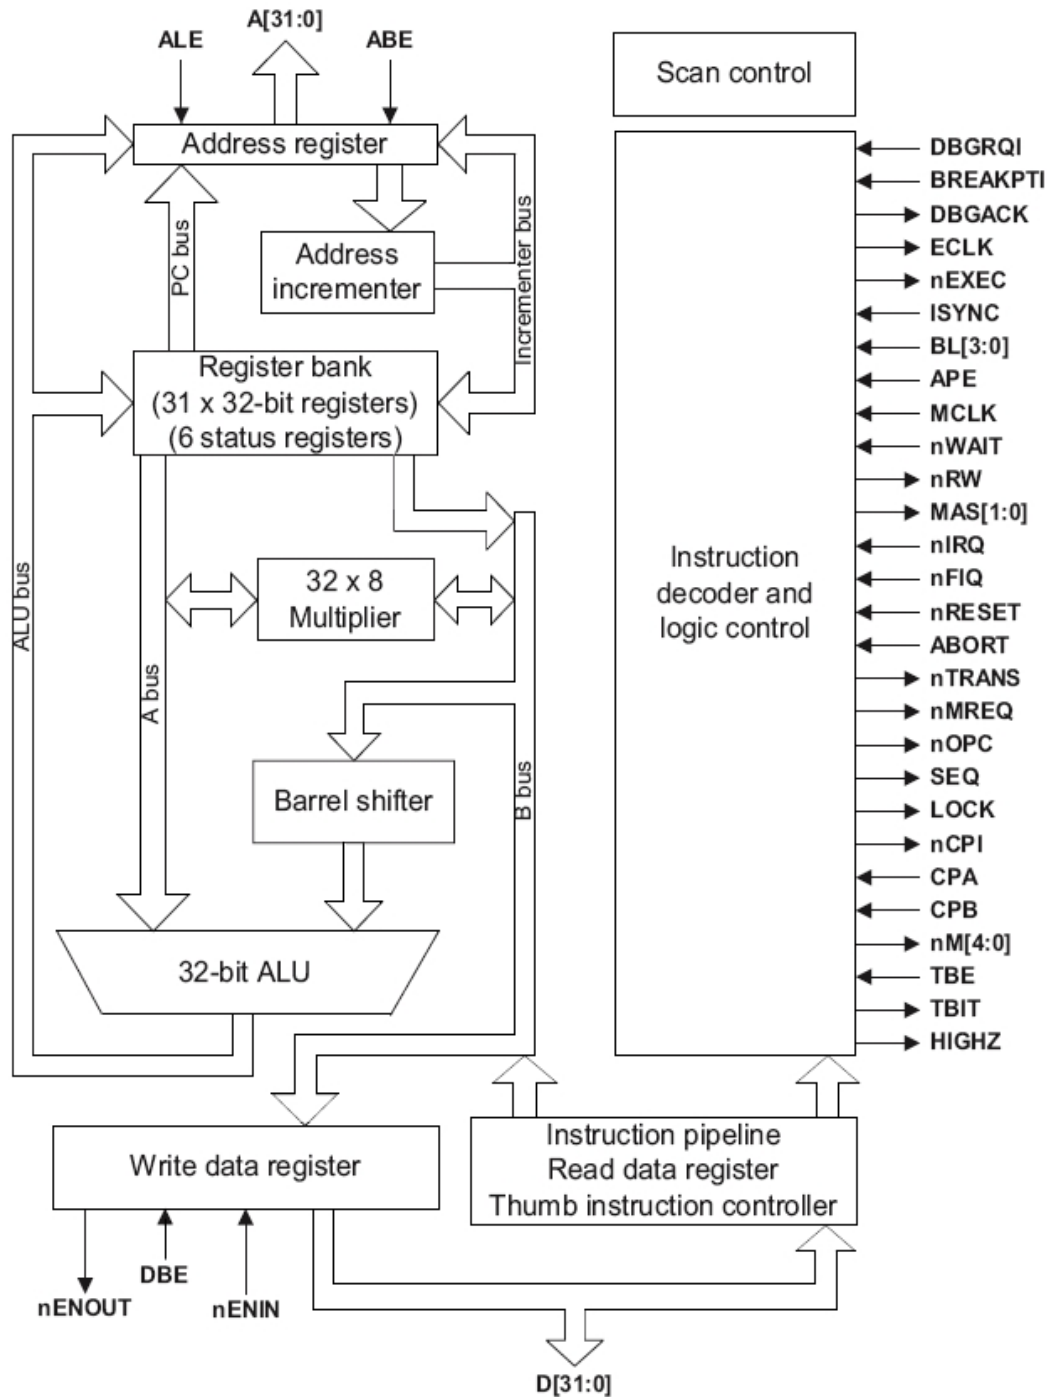 A[31:0]
ALE
ABE
Scan control
Address register
DBGRQI
BREAKPTI
DBGACK
ECLK
nEXEC
ISYNC
BL[3:0]
APE
MCLK
nWAIT
nRW
MAS[1:0]
nIRQ
nFIQ
nRESET
ABORT
nTRANS
nMREQ
nOPC
SEQ
LOCK
nCPI
CPA
CPB
nM[4:0]
TBE
TBIT
HIGHZ
PC bus
Address
incrementer
Incrementer bus
Register bank
(31 x 32-bit registers)
(6 status registers)
ALU bus
A bus
32 x 8
Multiplier
B bus
Barrel shifter
32-bit ALU
Instruction
decoder and
logic control
Write data register
Instruction pipeline
Read data register
Thumb instruction controller
nENOUT
DBE
nENIN
D[31:0]